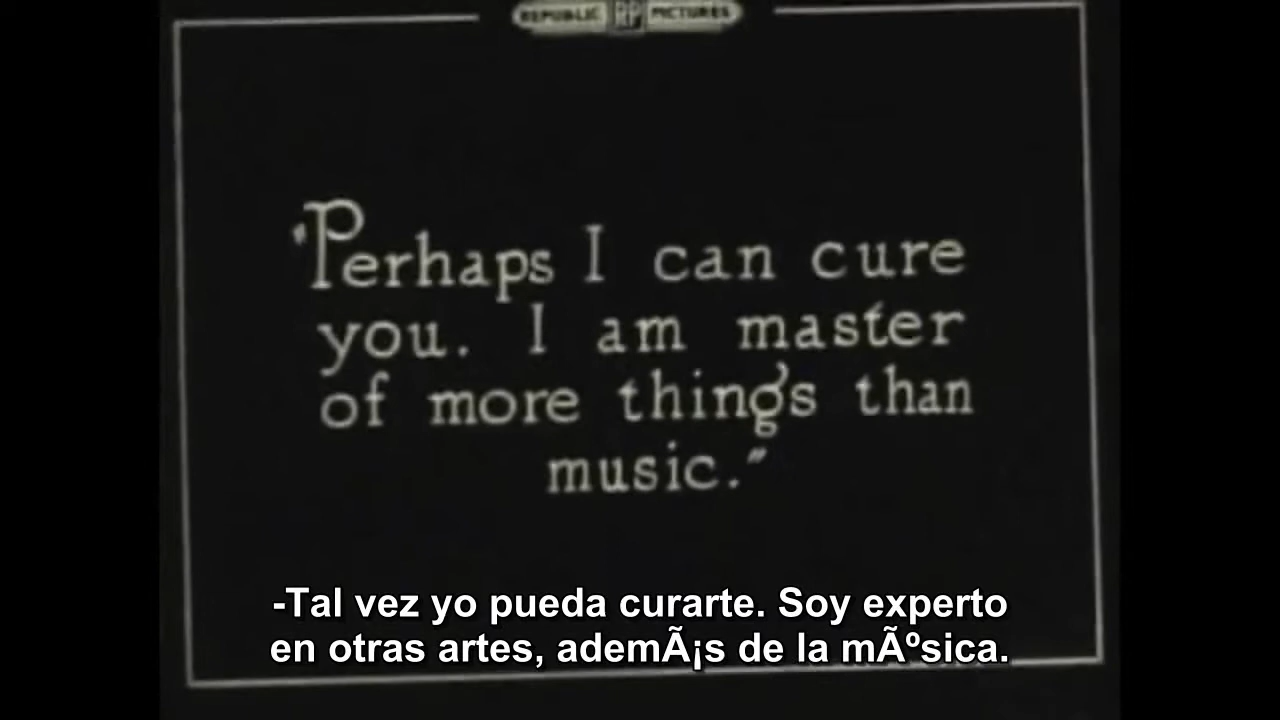 REPUBLIC RP PICTURES
"Perhaps I can cure
you. I am master
of more things than
music."
-Tal vez yo pueda curarte. Soy experto
en otras artes, ademÃ¡s de la mÃºsica.